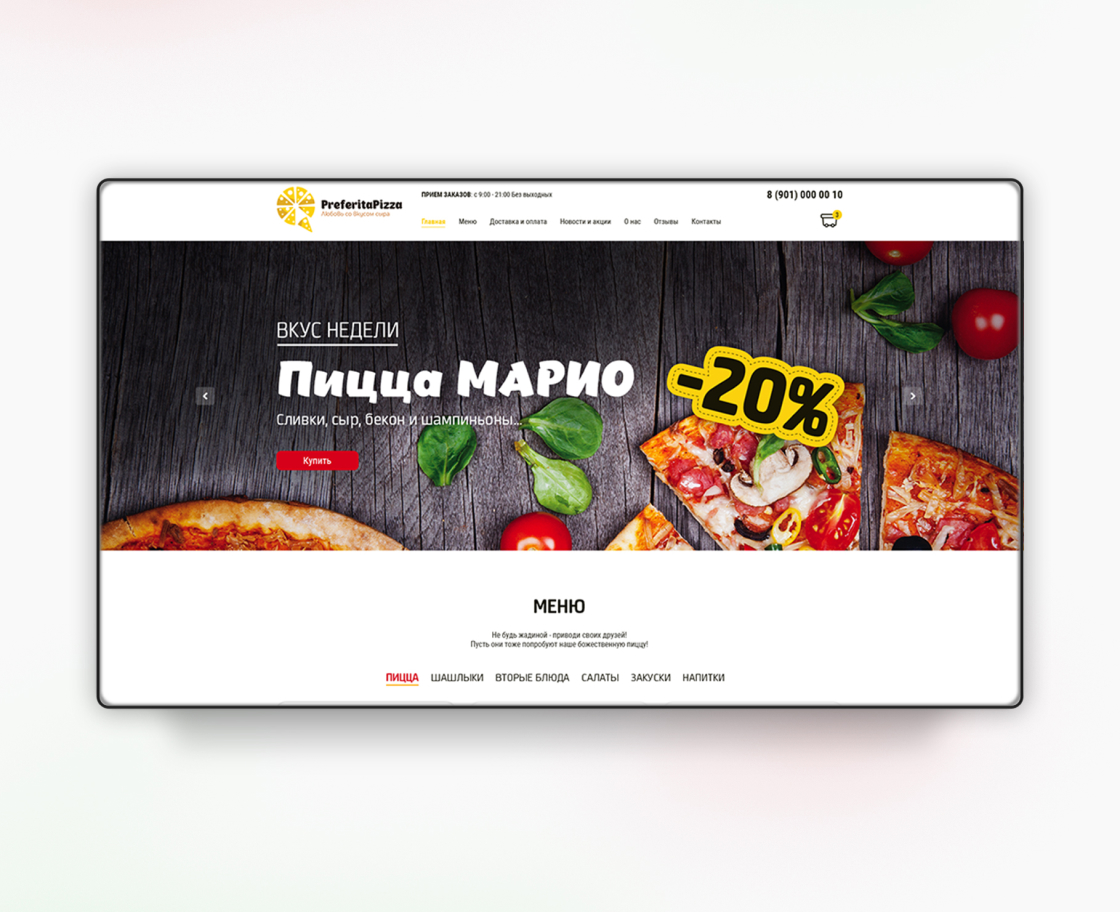 PreferitaPizza
Любовь со вкусом сыра
ПРИЕМ ЗАКАЗОВ: с 9:00 - 21:00 Без выходных
8 (901) 000 00 10
Главная Меню Доставка и оплата Новости и акции О нас Отзывы Контакты
3
ВКУС НЕДЕЛИ
Пицца МАРИО
-20%
Сливки, сыр, бекон и шампиньоны...
Купить
МЕНЮ
Не будь жадиной - приводи своих друзей!
Пусть они тоже попробуют наше божественную пиццу!
ПИЦЦА ШАШЛЫКИ ВТОРЫЕ БЛЮДА САЛАТЫ ЗАКУСКИ НАПИТКИ